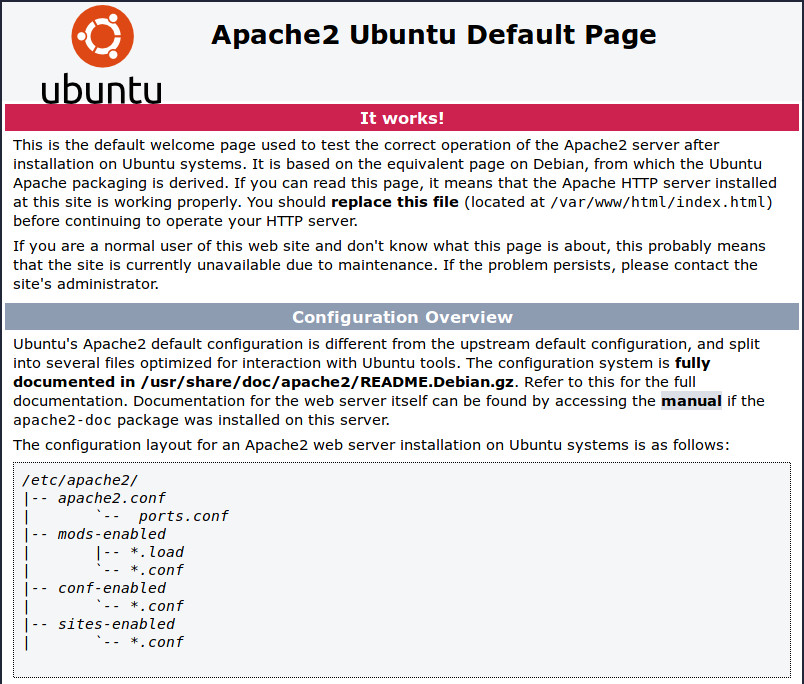 Apache2 Ubuntu Default Page
ubuntu
It works!
This is the default welcome page used to test the correct operation of the Apache2 server after
installation on Ubuntu systems. It is based on the equivalent page on Debian, from which the Ubuntu
Apache packaging is derived. If you can read this page, it means that the Apache HTTP server installed
at this site is working properly. You should replace this file (located at /var/www/html/index.html)
before continuing to operate your HTTP server.
If you are a normal user of this web site and don't know what this page is about, this probably means
that the site is currently unavailable due to maintenance. If the problem persists, please contact the
site's administrator.
Configuration Overview
Ubuntu's Apache2 default configuration is different from the upstream default configuration, and split
into several files optimized for interaction with Ubuntu tools. The configuration system is fully
documented in /usr/share/doc/apache2/README.Debian.gz. Refer to this for the full
documentation. Documentation for the web server itself can be found by accessing the manual if the
apache2-doc package was installed on this server.
The configuration layout for an Apache2 web server installation on Ubuntu systems is as follows:
/etc/apache2/
|-- apache2.conf
|       `--  ports.conf
|-- mods-enabled
|       |-- *.load
|       `-- *.conf
|-- conf-enabled
|       `-- *.conf
|-- sites-enabled
|       `-- *.conf